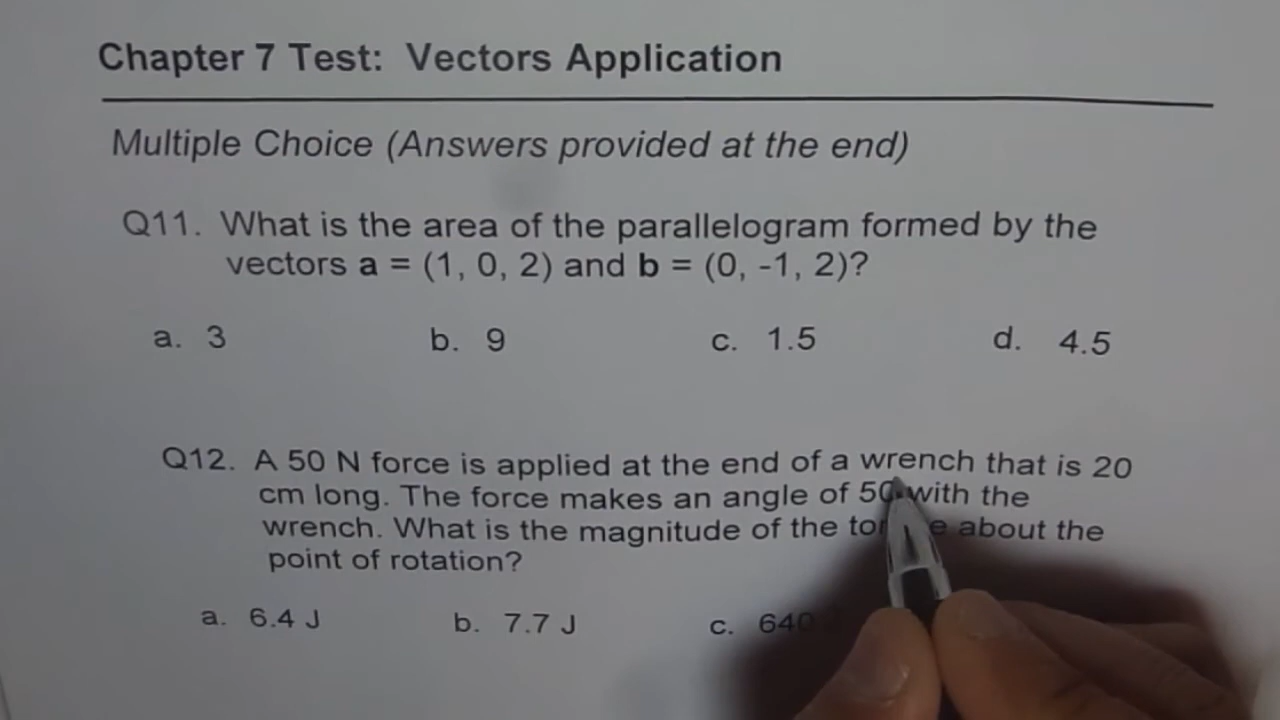 Chapter 7 Test: Vectors Application
Multiple Choice (Answers provided at the end)
Q11. What is the area of the parallelogram formed by the
vectors a = (1, 0, 2) and b = (0, -1, 2)?
a. 3 b. 9 c. 1.5 d. 4.5
Q12. A 50 N force is applied at the end of a wrench that is 20
cm long. The force makes an angle of 50 with the
wrench. What is the magnitude of the about the
point of rotation?
a. 6.4 J b. 7.7 J c. 640